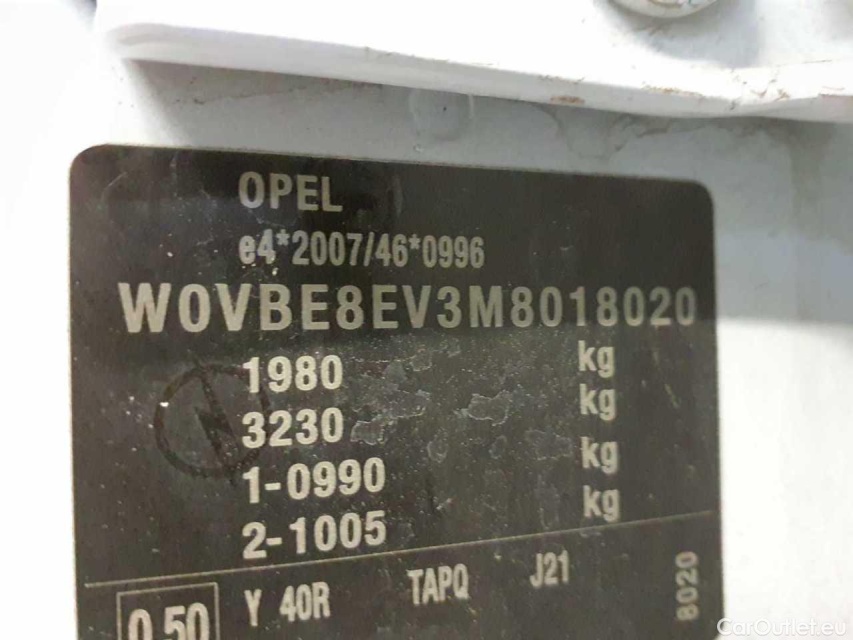 OPEL
e4*2007/46*0996
W0VBE8EV3M8018020
1980 kg
3230 kg
1-0990 kg
2-1005 kg
0.50 Y 40R TAPQ J21
8020
CarOutlet.eu